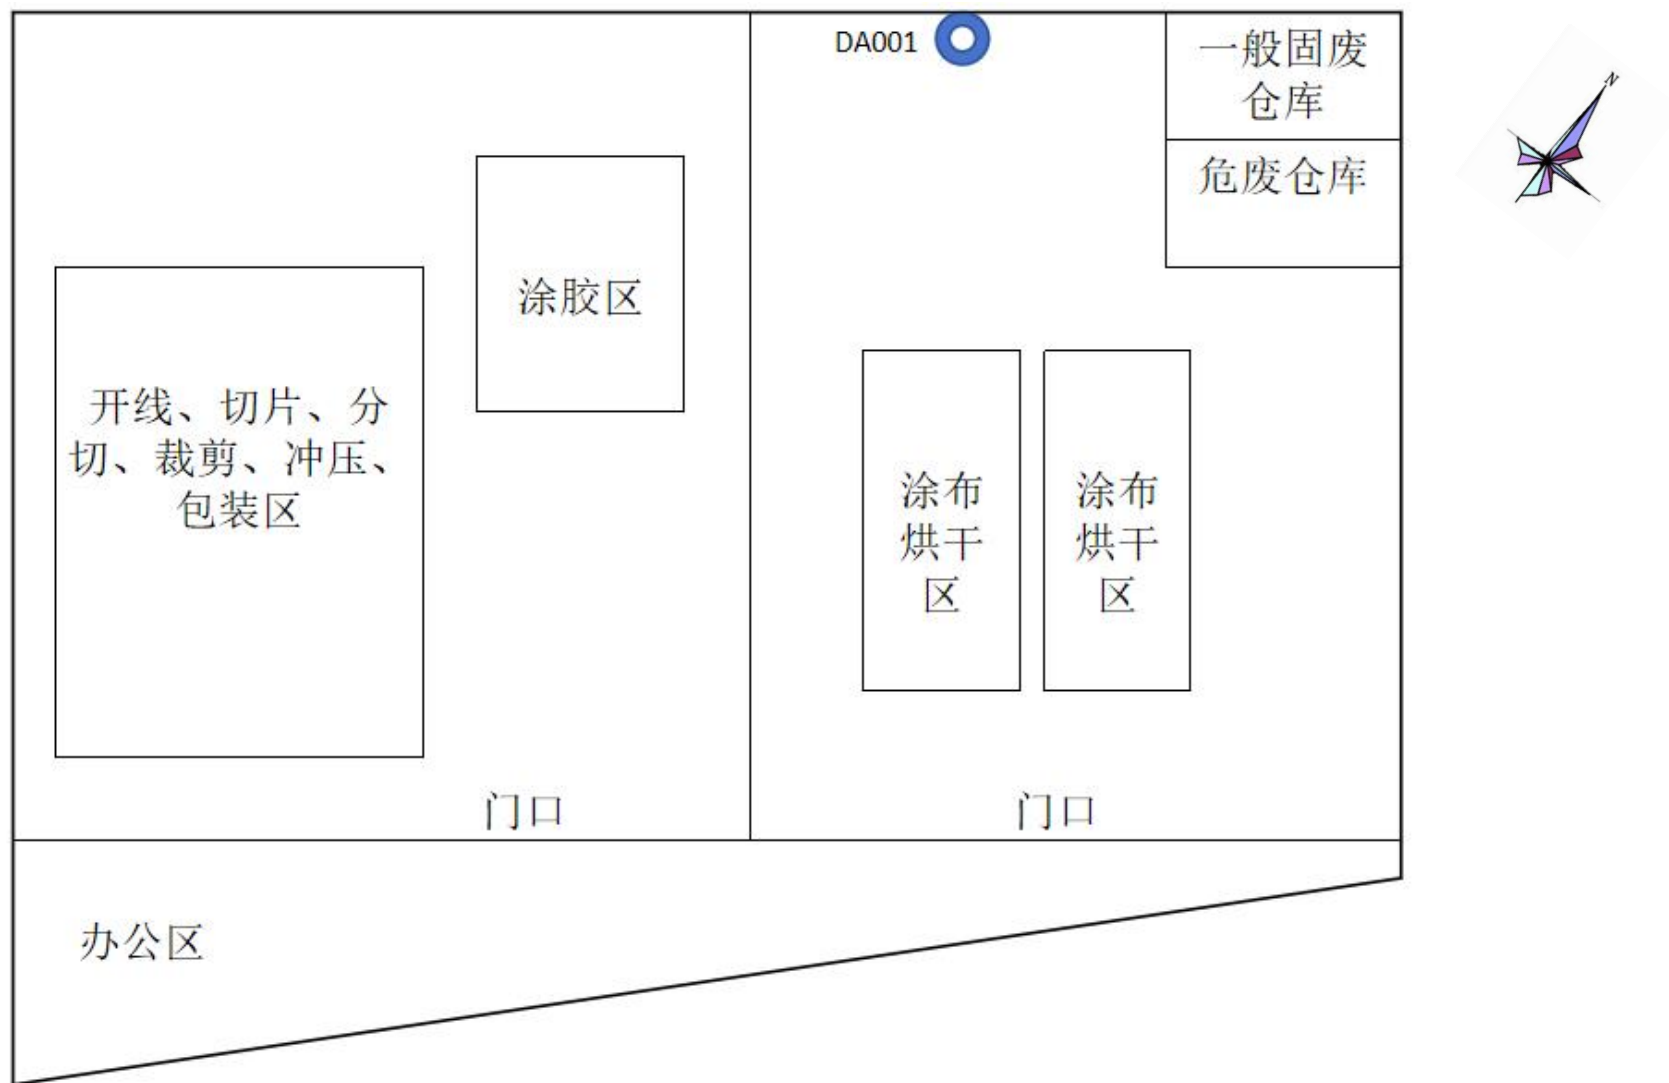 DA001
一般固废
仓库
N
危废仓库
涂胶区
开线、切片、分
切、裁剪、冲压、
包装区
涂布
烘干
区
涂布
烘干
区
门口
门口
办公区